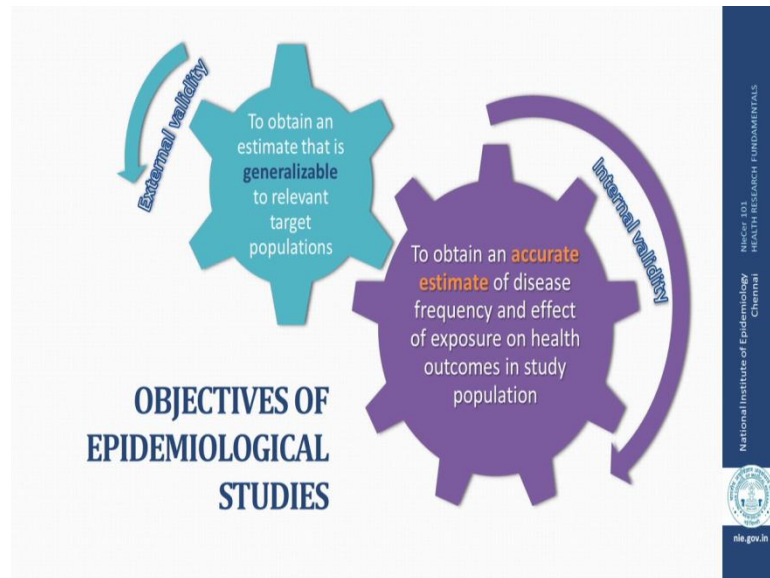 External validity
To obtain an
estimate that is
generalizable
to relevant
target
populations
Internal validity
To obtain an accurate
estimate of disease
frequency and effect
of exposure on health
outcomes in study
population
OBJECTIVES OF
EPIDEMIOLOGICAL
STUDIES
NIeCer 101
HEALTH RESEARCH FUNDAMENTALS
National Institute of Epidemiology
Chennai
nie.gov.in